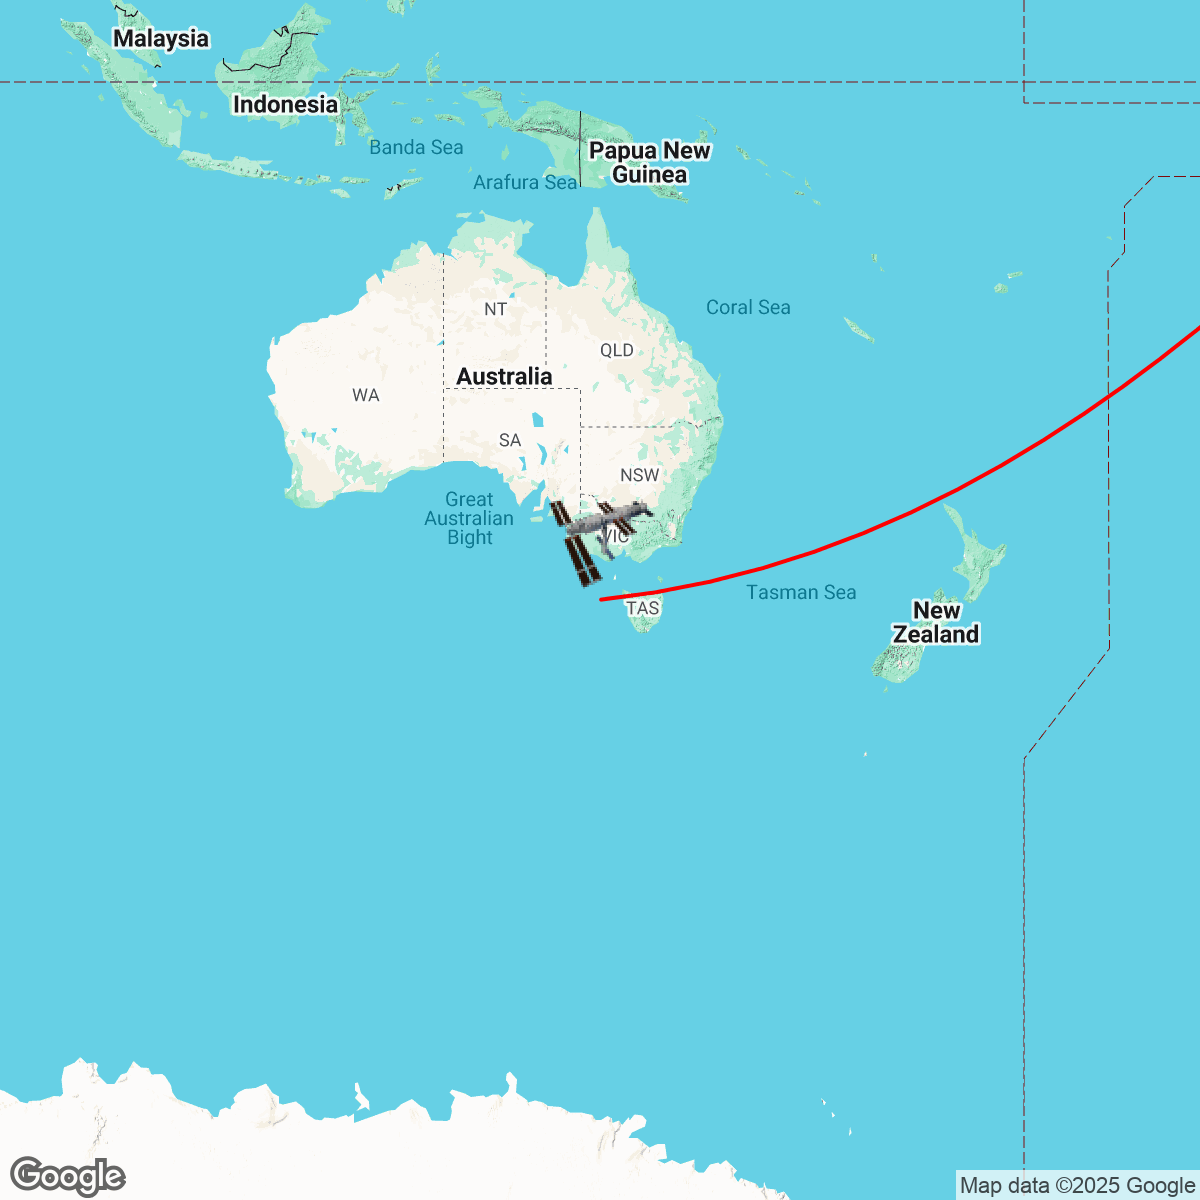 Malaysia
Indonesia
Banda Sea
Papua New
Guinea
Arafura Sea
NT
Coral Sea
QLD
Australia
WA
SA
NSW
Great
Australian
Bight
VIC
Tasman Sea
TAS
New
Zealand
Google
Map data ©2025 Google